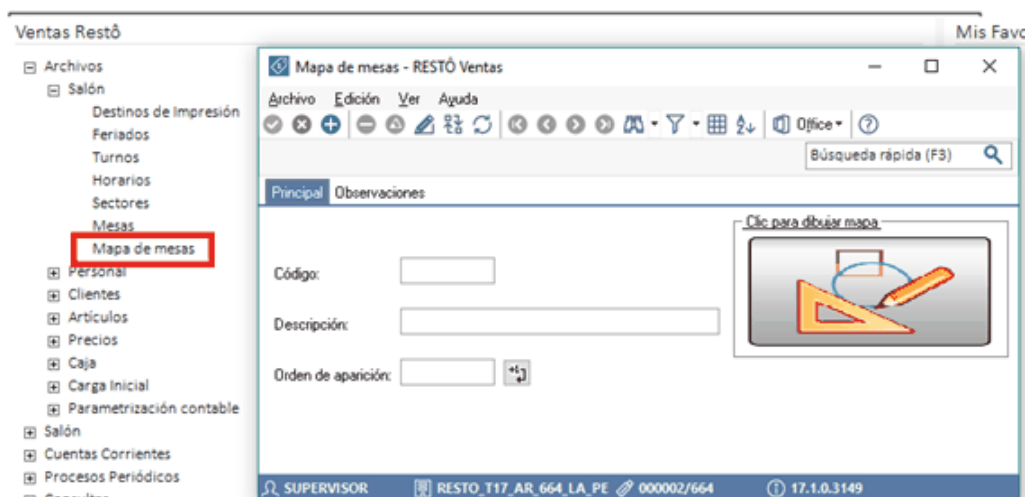 Ventas Restô
Mis Favo
Archivos
Salón
Destinos de Impresión
Feriados
Turnos
Horarios
Sectores
Mesas
Mapa de mesas
Personal
Clientes
Artículos
Precios
Caja
Carga Inicial
Parametrización contable
Salón
Cuentas Corrientes
Procesos Periódicos
Consultas
Mapa de mesas - RESTÔ Ventas
Archivo Edición Ver Ayuda
Office
Búsqueda rápida (F3)
Principal Observaciones
Clic para dibujar mapa
Código:
Descripción:
Orden de aparición:
SUPERVISOR RESTO_T17_AR_664_LA_PE 000002/664 17.1.0.3149